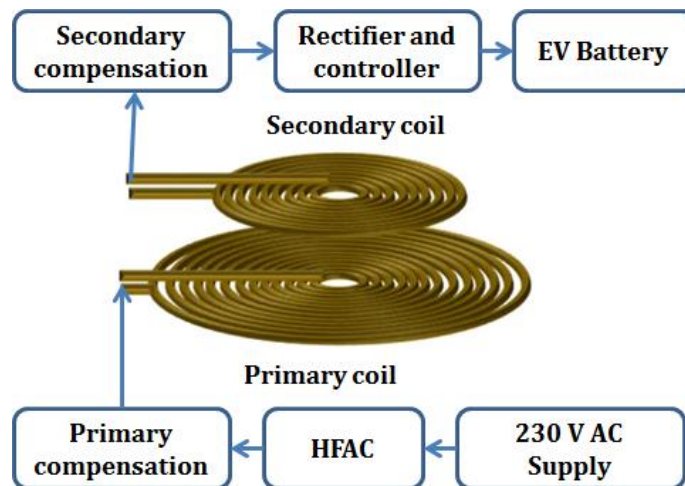 Secondary
compensation
Rectifier and
controller
EV Battery
Secondary coil
Primary coil
Primary
compensation
HFAC
230 V AC
Supply